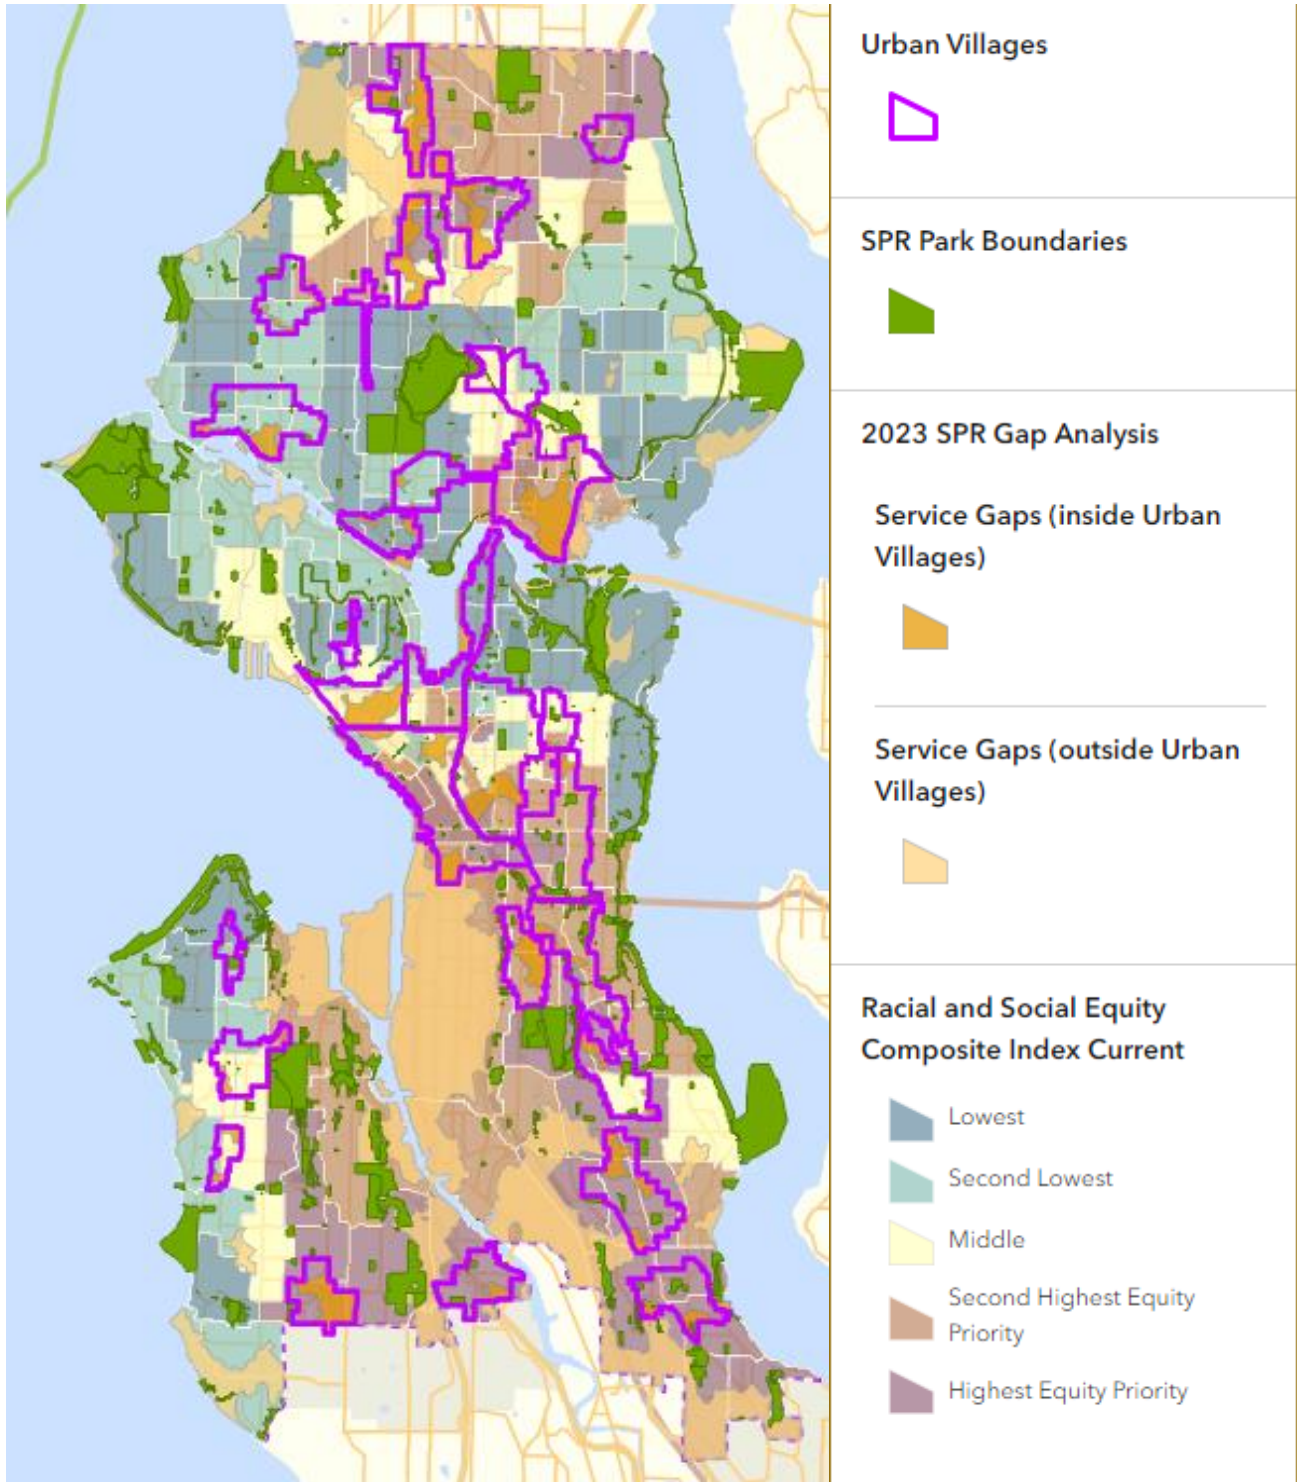 Urban Villages
SPR Park Boundaries
2023 SPR Gap Analysis
Service Gaps (inside Urban
Villages)
Service Gaps (outside Urban
Villages)
Racial and Social Equity
Composite Index Current
Lowest
Second Lowest
Middle
Second Highest Equity
Priority
Highest Equity Priority